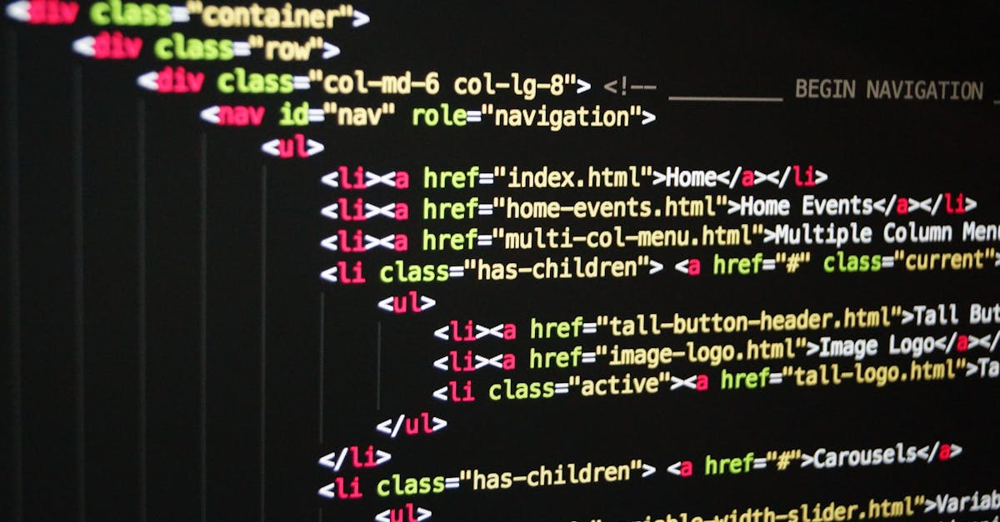 <div class="container">
<div class="row">
<div class="col-md-6 col-lg-8"> <!-- __________ BEGIN NAVIGATION _
<nav id="nav" role="navigation">
<ul>
<li><a href="index.html">Home</a></li>
<li><a href="home-events.html">Home Events</a></li>
<li><a href="multi-col-menu.html">Multiple Column Men
<li class="has-children"> <a href="#" class="current">
<ul>
<li><a href="tall-button-header.html">Tall But
<li><a href="image-logo.html">Image Logo</a></
<li class="active"><a href="tall-logo.html">Ta
</ul>
</li>
<li class="has-children"> <a href="#">Carousels</a>
<ul>
variable-width-slider.html">Variab